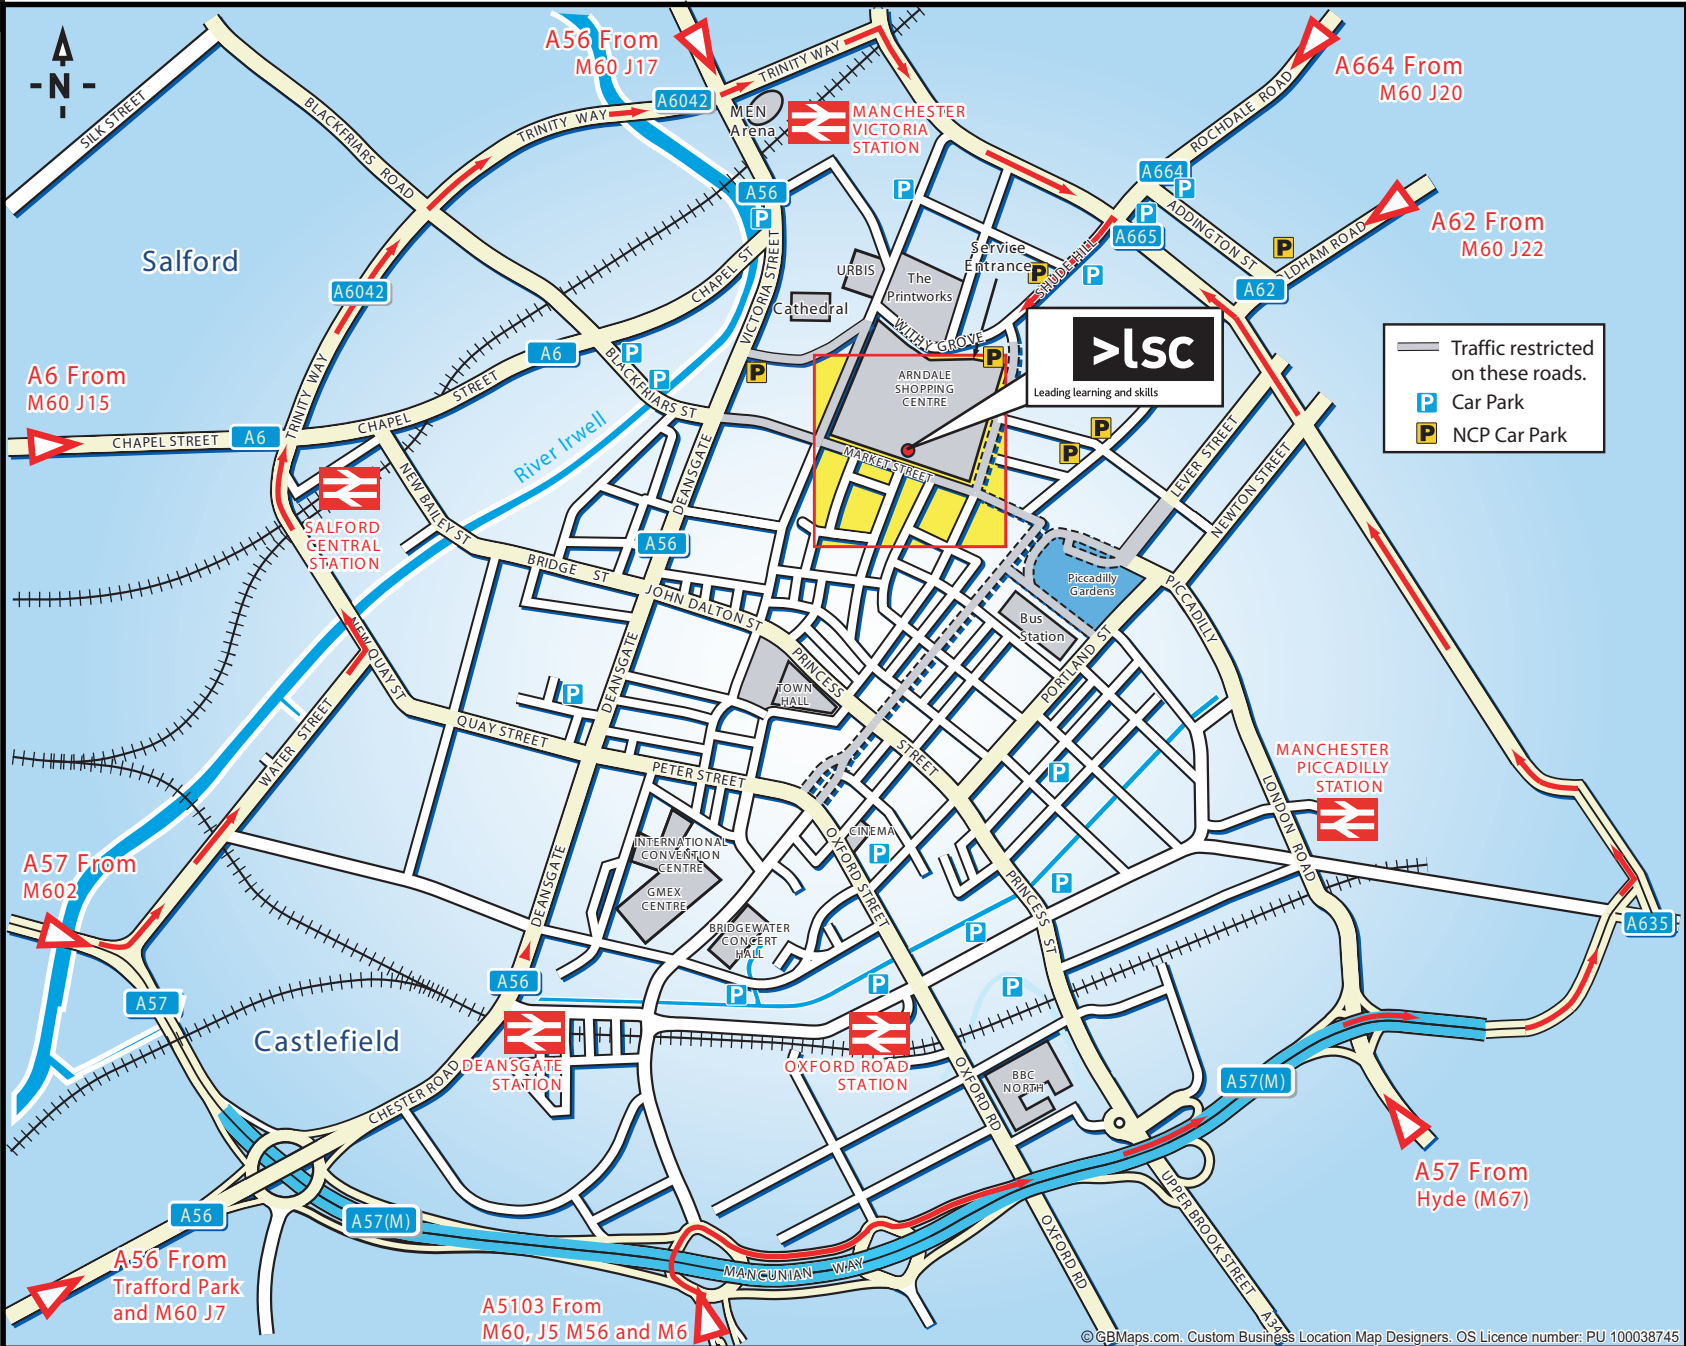 A56 From
M60 J17
TRINITY WAY
A6042
MEN
Arena
MANCHESTER
VICTORIA
STATION
A664 From
M60 J20
ROCHDALE ROAD
N
SILK STREET
BLACKFRIARS ROAD
TRINITY WAY
A56
A664
A665
ADDINGTON ST
A62 From
M60 J22
LDHAM ROAD
A62
Salford
A6042
CHAPEL ST
VICTORIA STREET
URBIS
The
Printworks
Service
Entrance
SHUDEHILL
Cathedral
WITHY GROVE
>lsc
Leading learning and skills
Traffic restricted
on these roads.
P Car Park
P NCP Car Park
A6 From
M60 J15
TRINITY WAY
A6
BLACKFRIARS ST
ARNDALE
SHOPPING
CENTRE
CHAPEL STREET
A6
CHAPEL STREET
River Irwell
DEANSGATE
MARKET STREET
LEVER STREET
NEWTON STREET
SALFORD
CENTRAL
STATION
NEW BAILEY ST
A56
BRIDGE ST
JOHN DALTON ST
Piccadilly
Gardens
PICCADILLY
Bus
Station
NEW QUAY ST
DEANSGATE
PRINCESS STREET
TOWN
HALL
PORTLAND ST
WATER STREET
QUAY STREET
PETER STREET
MANCHESTER
PICCADILLY
STATION
LONDON ROAD
CINEMA
OXFORD STREET
INTERNATIONAL
CONVENTION
CENTRE
GMEX
CENTRE
A57 From
M602
DEANSGATE
PRINCESS ST
BRIDGEWATER
CONCERT
HALL
A635
A56
A57
Castlefield
DEANSGATE
STATION
OXFORD ROAD
STATION
CHESTER ROAD
OXFORD RD
BBC
NORTH
A57(M)
A57 From
Hyde (M67)
A56
A57(M)
UPPER BROOK STREET
OXFORD RD
MANCUNIAN WAY
A56 From
Trafford Park
and M60 J7
A5103 From
M60, J5 M56 and M6
A34
© GBMaps.com. Custom Business Location Map Designers. OS Licence number: PU 100038745